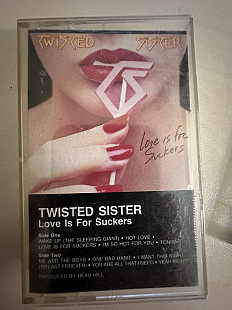 TWISTED SISTER
Love is for
Suckers
TWISTED SISTER
Love Is For Suckers
Side One
WAKE UP (THE SLEEPING GIANT) • HOT LOVE •
LOVE IS FOR SUCKERS • I'M SO HOT FOR YOU • TONIGHT
Side Two
ME AND THE BOYS • ONE BAD HABIT • I WANT THIS NIGHT
(TO LAST FOREVER) • YOU ARE ALL THAT I NEED • YEAH RIGHT
PRODUCED BY BEAU HILL